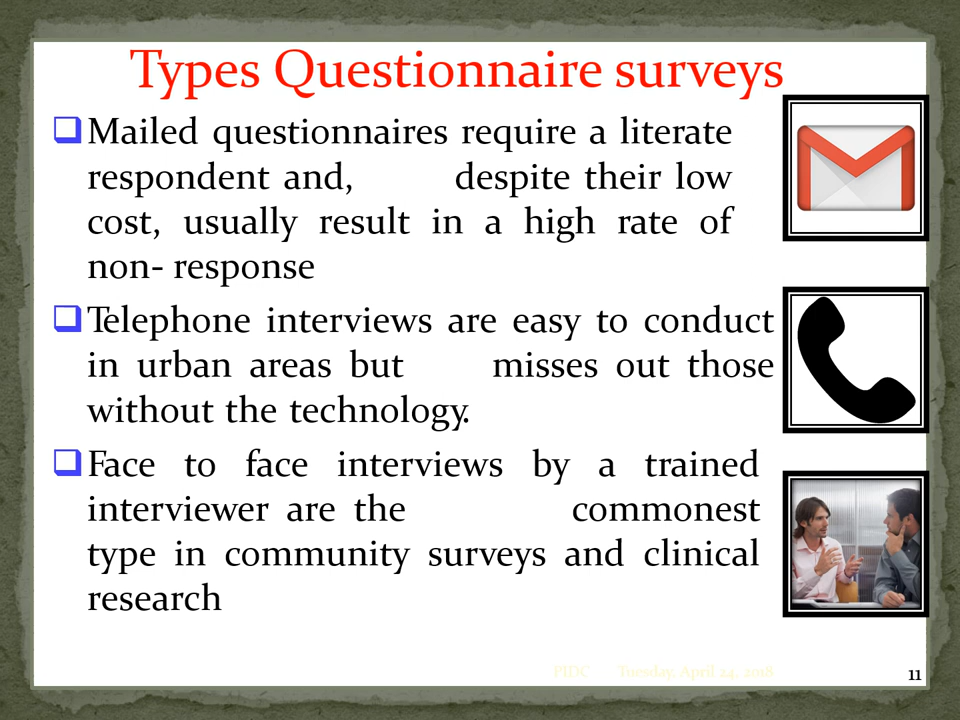 Types Questionnaire surveys
Mailed questionnaires require a literate
respondent and, despite their low
cost, usually result in a high rate of
non- response
Telephone interviews are easy to conduct
in urban areas but misses out those
without the technology.
Face to face interviews by a trained
interviewer are the commonest
type in community surveys and clinical
research
PJDC Tuesday, April 24, 2018
11